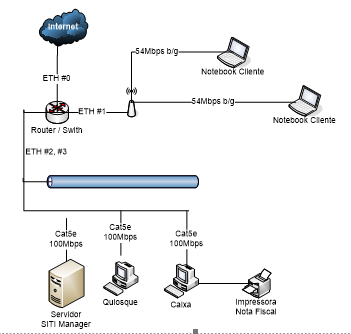 Internet
ETH #0
54Mbps b/g
Notebook Cliente
ETH #1
54Mbps b/g
Notebook Cliente
Router / Swith
ETH #2, #3
Cat5e
100Mbps
Cat5e
100Mbps
Cat5e
100Mbps
Servidor
SITI Manager
Quiosque
Caixa
Impressora
Nota Fiscal